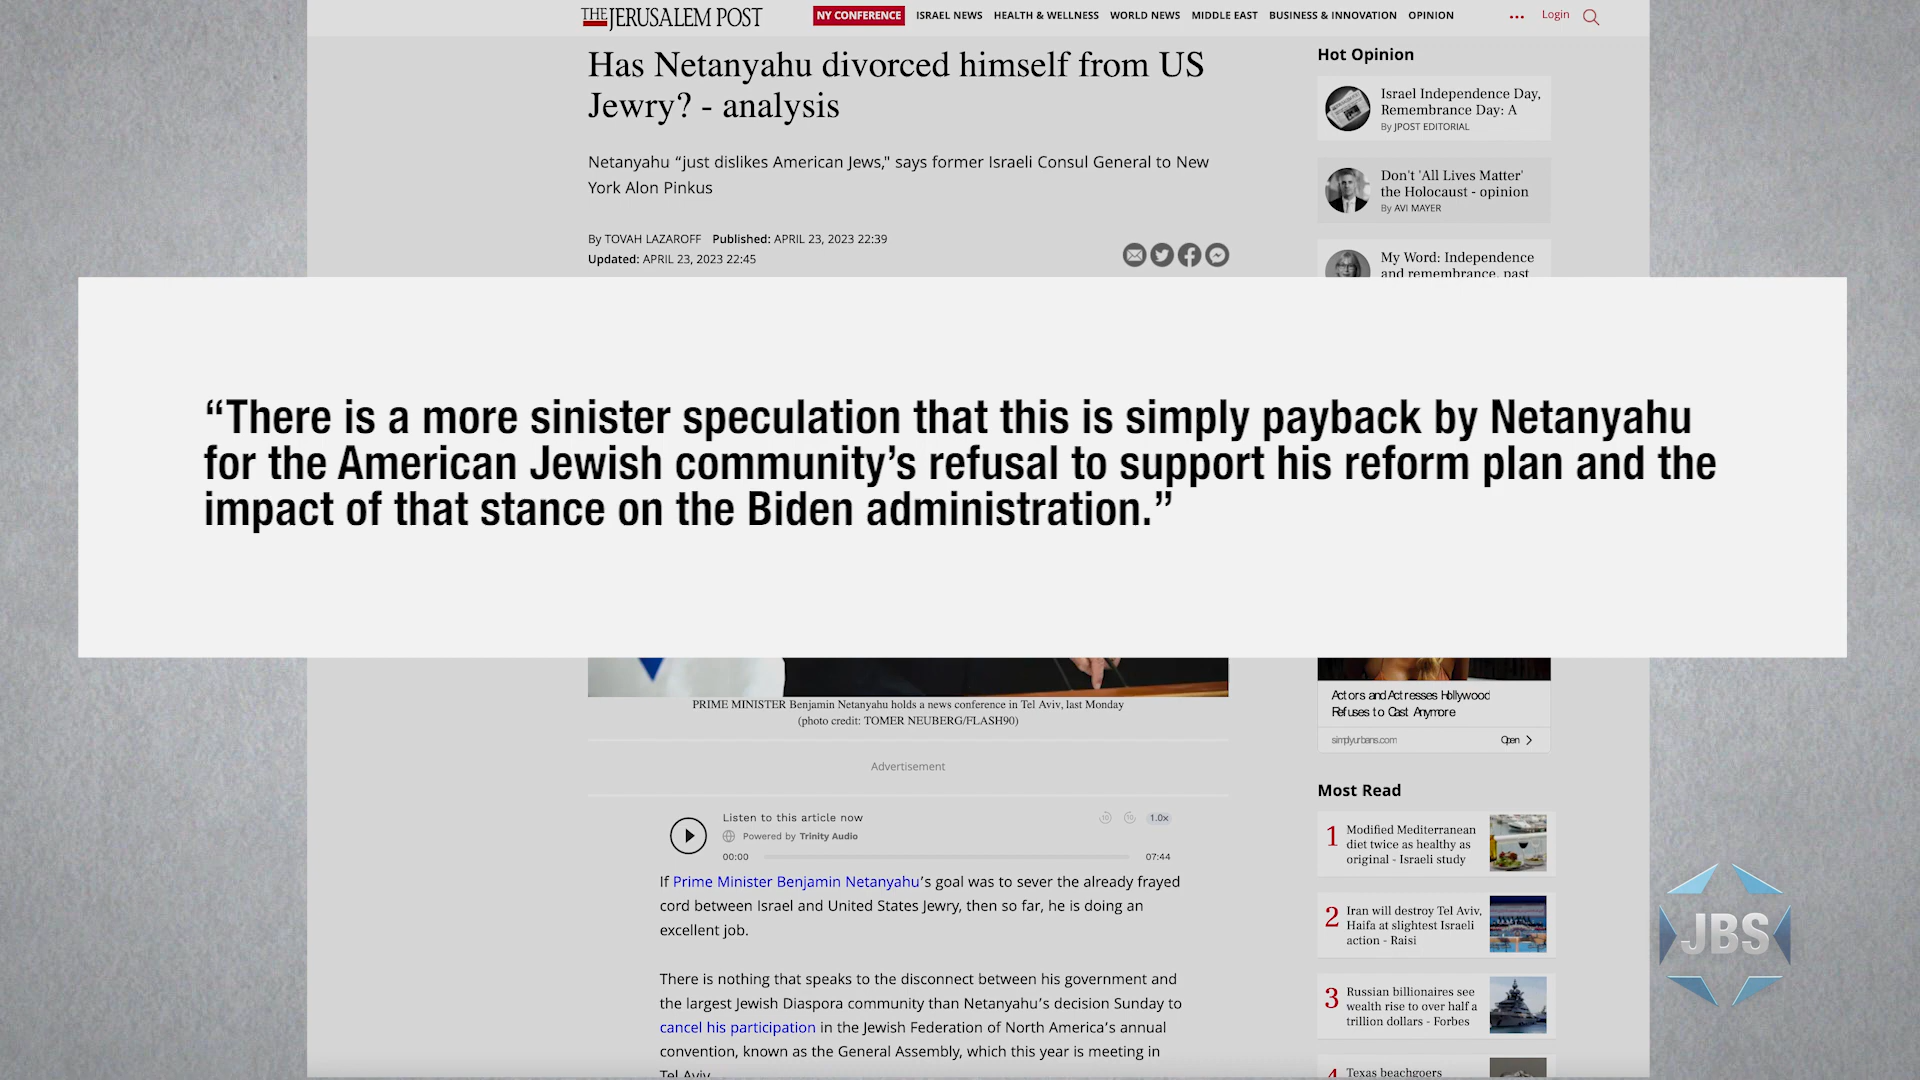 THE JERUSALEM POST
NY CONFERENCE ISRAEL NEWS HEALTH & WELLNESS WORLD NEWS MIDDLE EAST BUSINESS & INNOVATION OPINION ... Login
Has Netanyahu divorced himself from US
Jewry? - analysis
Netanyahu “just dislikes American Jews," says former Israeli Consul General to New
York Alon Pinkus
By TOVAH LAZAROFF Published: APRIL 23, 2023 22:39
Updated: APRIL 23, 2023 22:45
Hot Opinion
Israel Independence Day,
Remembrance Day: A
By JPOST EDITORIAL
Don't 'All Lives Matter'
the Holocaust - opinion
By AVI MAYER
My Word: Independence
and remembrance, past
“There is a more sinister speculation that this is simply payback by Netanyahu
for the American Jewish community’s refusal to support his reform plan and the
impact of that stance on the Biden administration.”
PRIME MINISTER Benjamin Netanyahu holds a news conference in Tel Aviv, last Monday
(photo credit: TOMER NEUBERG/FLASH90)
Advertisement
Listen to this article now
10 10 1.0x
Powered by Trinity Audio
00:00 07:44
If Prime Minister Benjamin Netanyahu’s goal was to sever the already frayed
cord between Israel and United States Jewry, then so far, he is doing an
excellent job.
There is nothing that speaks to the disconnect between his government and
the largest Jewish Diaspora community than Netanyahu’s decision Sunday to
cancel his participation in the Jewish Federation of North America’s annual
convention, known as the General Assembly, which this year is meeting in
Tel Aviv.
Actors and Actresses Hollywood
Refuses to Cast Anymore
simplyurbans.com Open
Most Read
1 Modified Mediterranean
diet twice as healthy as
original - Israeli study
2 Iran will destroy Tel Aviv,
Haifa at slightest Israeli
action - Raisi
3 Russian billionaires see
wealth rise to over half a
trillion dollars - Forbes
4 Texas beachgoers
JBS